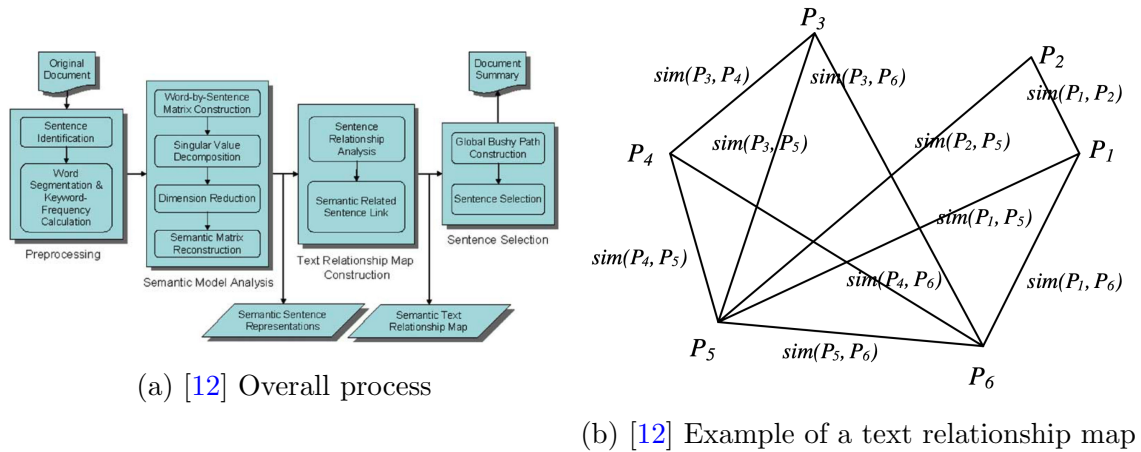 Original
Document
Sentence
Identification
Word
Segmentation &
Keyword-
Frequency
Calculation
Preprocessing
Word-by-Sentence
Matrix Construction
Singular Value
Decomposition
Dimension Reduction
Semantic Matrix
Reconstruction
Semantic Model Analysis
Sentence
Relationship
Analysis
Semantic Related
Sentence Link
Text Relationship Map
Construction
Document
Summary
Global Bushy Path
Construction
Sentence Selection
Sentence Selection
Semantic Sentence
Representations
Semantic Text
Relationship Map
(a) [12] Overall process
P3
P2
sim(P3, P4)
sim(P3, P6)
sim(P1, P2)
P4
sim(P3, P5)
sim(P2, P5)
P1
sim(P1, P5)
sim(P4, P5)
sim(P4, P6)
sim(P1, P6)
P5
sim(P5, P6)
P6
(b) [12] Example of a text relationship map